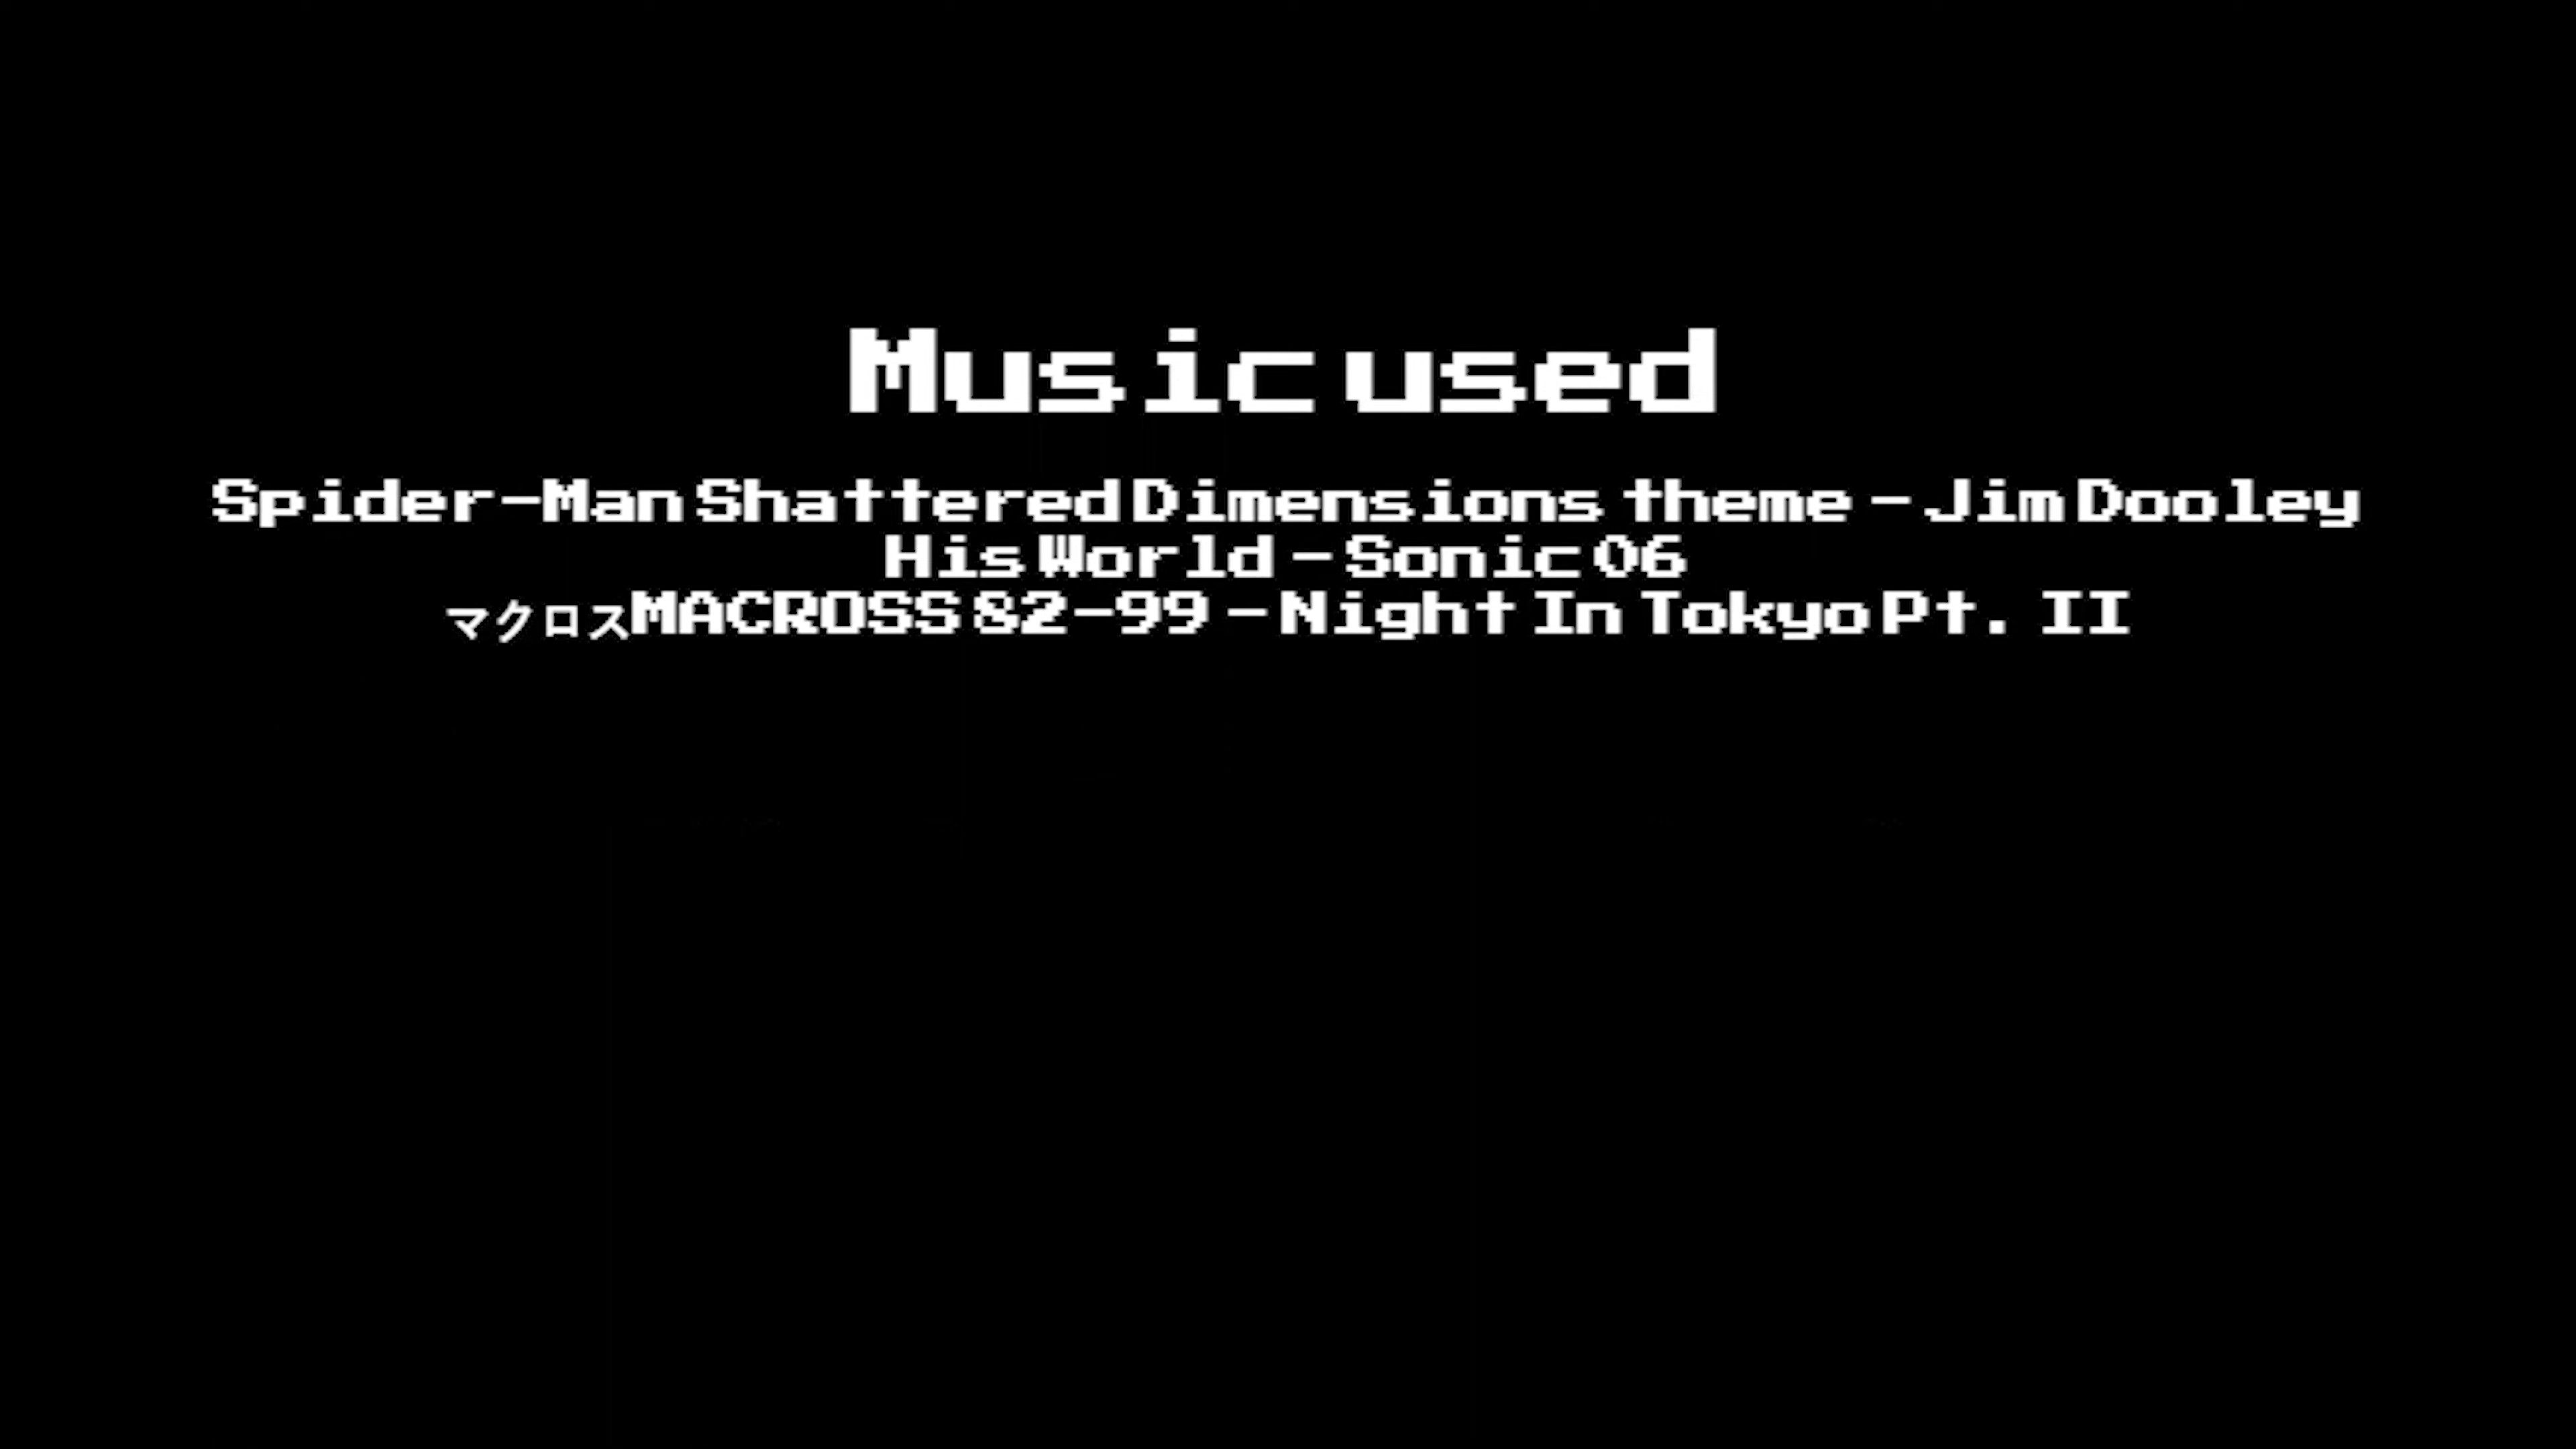 Music used
Spider-Man Shattered Dimensions theme - Jim Dooley
His World - Sonic 06
マクロスMACROSS 82-99 - Night In Tokyo Pt. II